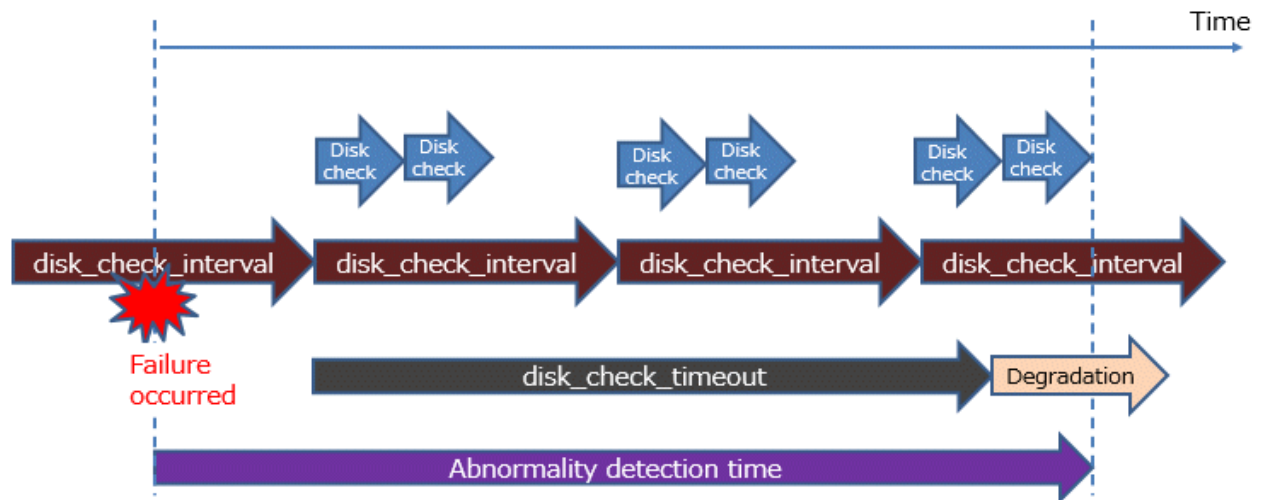 Time
Disk
check
Disk
check
Disk
check
Disk
check
Disk
check
Disk
check
disk_check_interval
disk_check_interval
disk_check_interval
disk_check_interval
Failure
occurred
disk_check_timeout
Degradation
Abnormality detection time